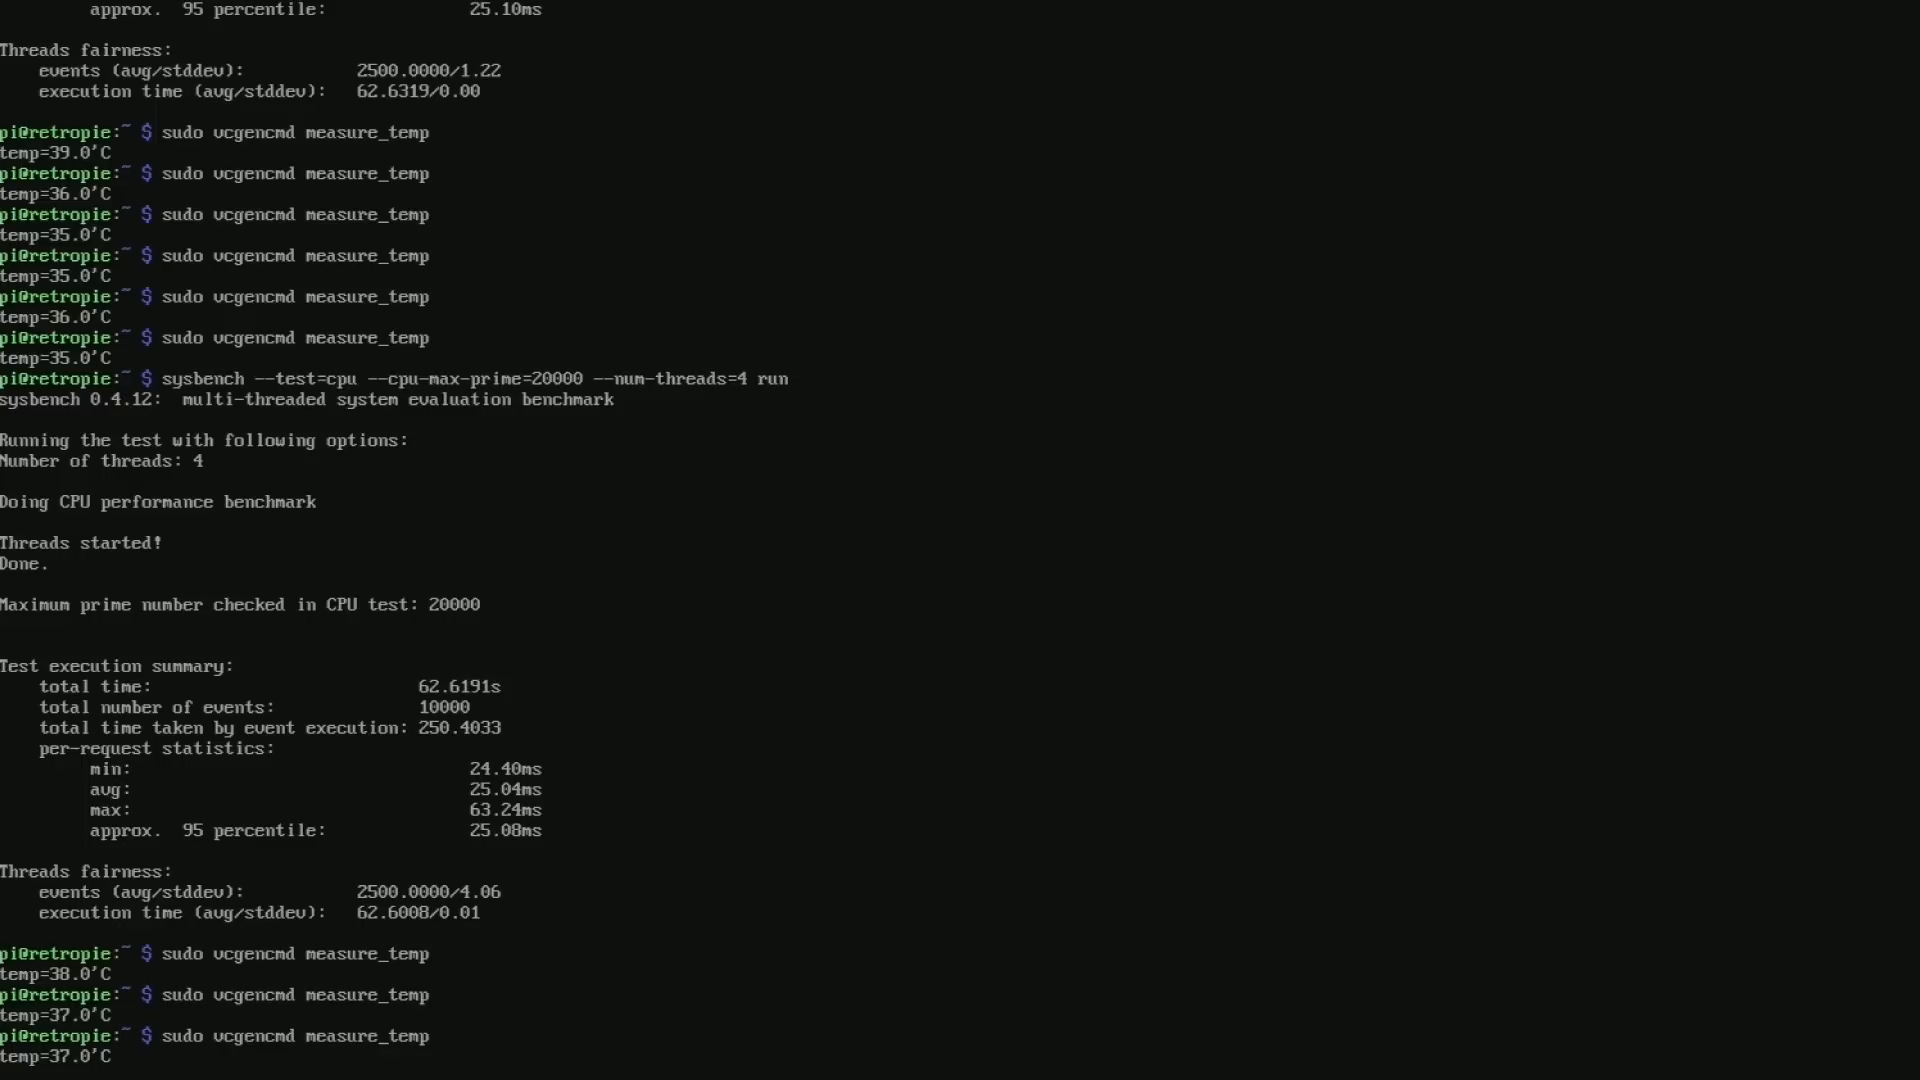 approx.  95 percentile:              25.10ms
Threads fairness:
events (avg/stddev):           2500.0000/1.22
execution time (avg/stddev):   62.6319/0.00
pi@retropie:~ $ sudo vcgencmd measure_temp
temp=39.0'C
pi@retropie:~ $ sudo vcgencmd measure_temp
temp=36.0'C
pi@retropie:~ $ sudo vcgencmd measure_temp
temp=35.0'C
pi@retropie:~ $ sudo vcgencmd measure_temp
temp=35.0'C
pi@retropie:~ $ sudo vcgencmd measure_temp
temp=36.0'C
pi@retropie:~ $ sudo vcgencmd measure_temp
temp=35.0'C
pi@retropie:~ $ sysbench --test=cpu --cpu-max-prime=20000 --num-threads=4 run
sysbench 0.4.12:  multi-threaded system evaluation benchmark
Running the test with following options:
Number of threads: 4
Doing CPU performance benchmark
Threads started!
Done.
Maximum prime number checked in CPU test: 20000
Test execution summary:
total time:                          62.6191s
total number of events:              10000
total time taken by event execution: 250.4033
per-request statistics:
min:                                 24.40ms
avg:                                 25.04ms
max:                                 63.24ms
approx.  95 percentile:              25.08ms
Threads fairness:
events (avg/stddev):           2500.0000/4.06
execution time (avg/stddev):   62.6008/0.01
pi@retropie:~ $ sudo vcgencmd measure_temp
temp=38.0'C
pi@retropie:~ $ sudo vcgencmd measure_temp
temp=37.0'C
pi@retropie:~ $ sudo vcgencmd measure_temp
temp=37.0'C